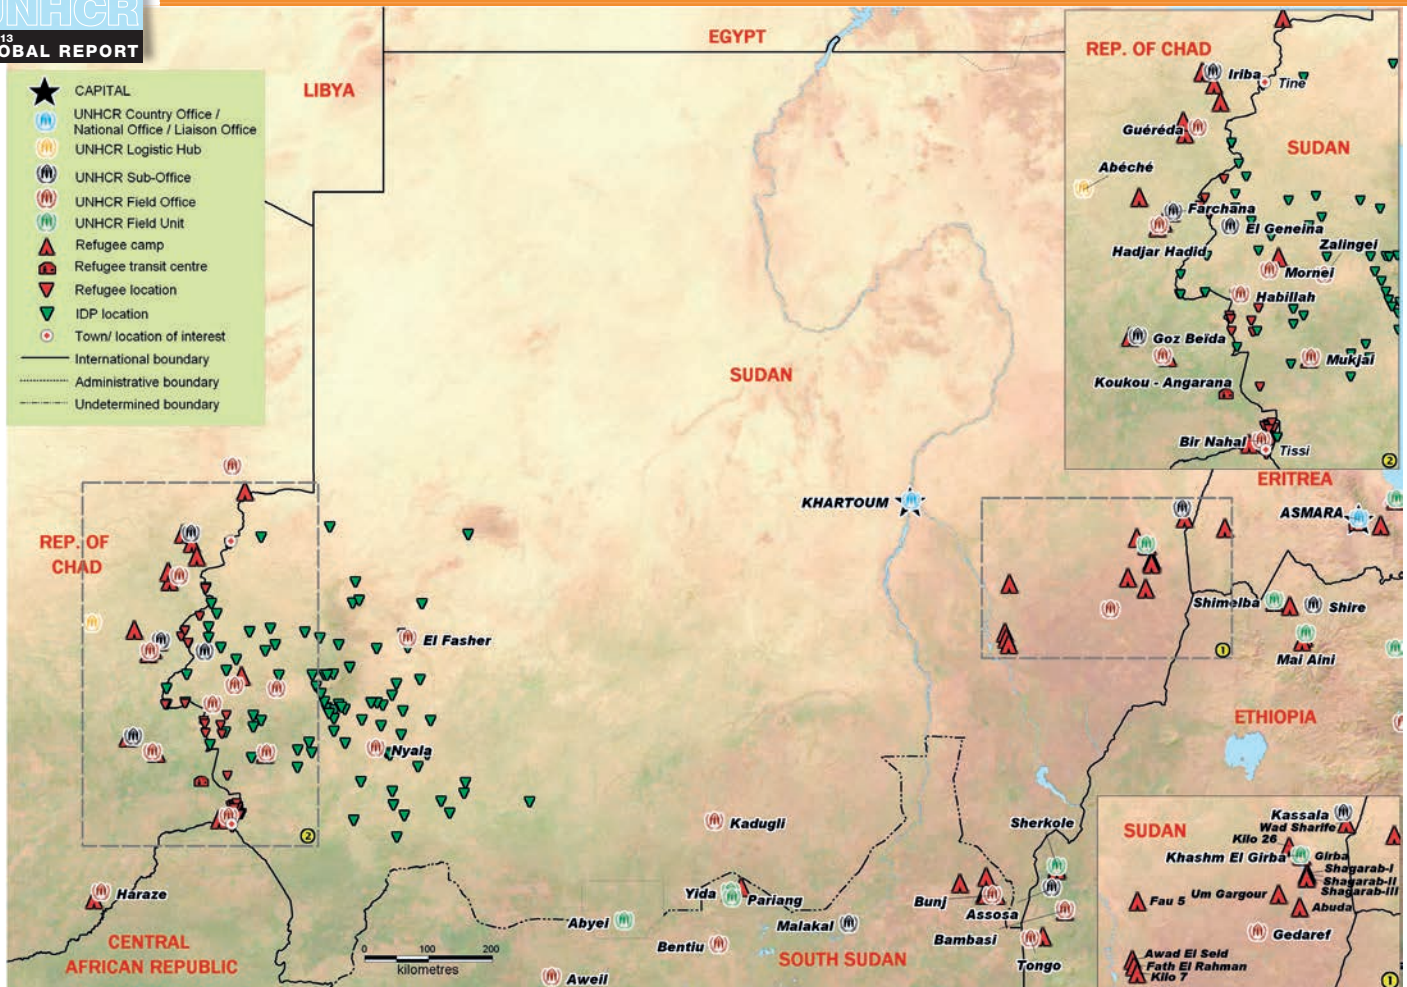 UNHCR
13
OBAL REPORT
CAPITAL
UNHCR Country Office /
National Office / Liaison Office
UNHCR Logistic Hub
UNHCR Sub-Office
UNHCR Field Office
UNHCR Field Unit
Refugee camp
Refugee transit centre
Refugee location
IDP location
Town/ location of interest
International boundary
Administrative boundary
Undetermined boundary
LIBYA
EGYPT
SUDAN
KHARTOUM
REP. OF
CHAD
El Fasher
Nyala
2
Haraze
CENTRAL
AFRICAN REPUBLIC
Kadugli
Yida
Pariang
Abyei
Bentiu
Aweil
Malakal
SOUTH SUDAN
0 100 200
kilometres
Bunj
Assosa
Bambasi
Tongo
Sherkole
1
ERITREA
ASMARA
Shimelba
Shire
Mai Aini
ETHIOPIA
REP. OF CHAD
Iriba
Tine
Guéréda
SUDAN
Abéché
Farchana
El Geneina
Hadjar Hadid
Zalingei
Mornei
Habillah
Goz Beïda
Mukjai
Koukou - Angarana
Bir Nahal
Tissi
2
SUDAN
Kassala
Wad Sharife
Kilo 26
Khashm El Girba
Girba
Shagarab-I
Shagarab-II
Shagarab-III
Um Gargour
Fau 5
Abuda
Gedaref
Awad El Seid
Fath El Rahman
Kilo 7
1